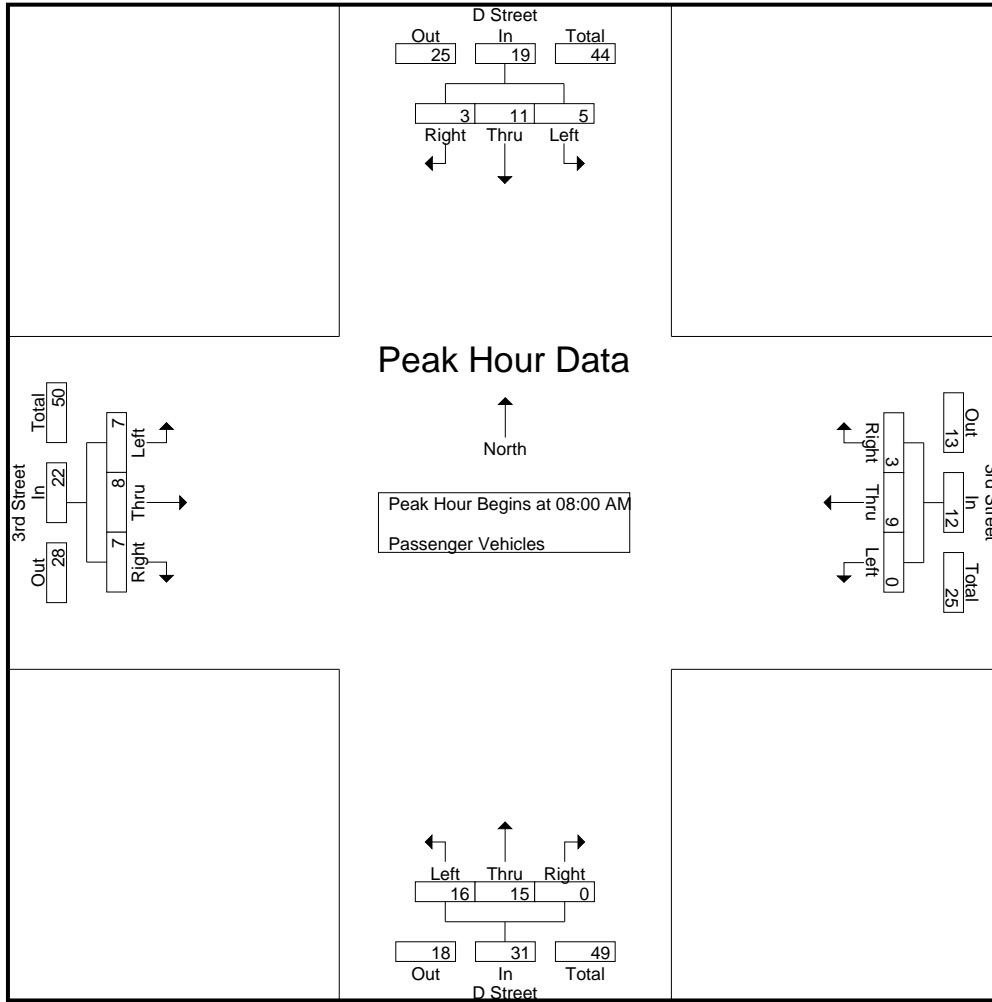 D Street
Out In Total
25 19 44
3 11 5
Right Thru Left
Peak Hour Data
North
Peak Hour Begins at 08:00 AM
Passenger Vehicles
3rd Street
Total In Out
50 22 28
7 8 7
Left Thru Right
3rd Street
Out In Total
13 12 25
3 9 0
Right Thru Left
Left Thru Right
16 15 0
18 31 49
Out In Total
D Street